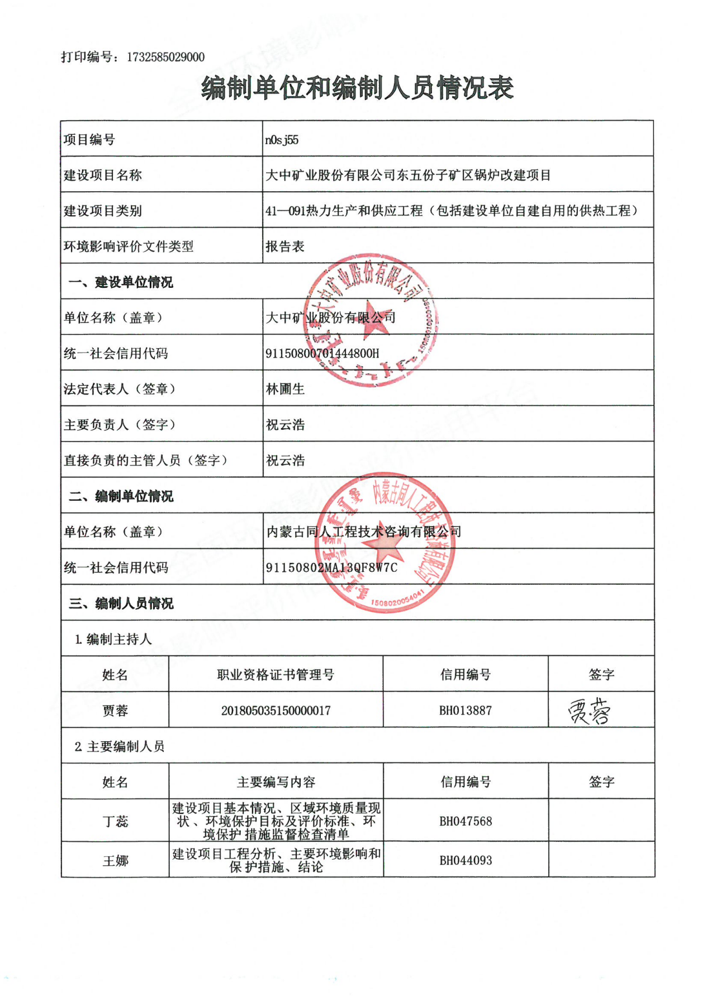 打印编号：1732585029000
编制单位和编制人员情况表
项目编号 n0sj55
建设项目名称 大中矿业股份有限公司东五份子矿区锅炉改建项目
建设项目类别 41—091热力生产和供应工程（包括建设单位自建自用的供热工程）
环境影响评价文件类型 报告表
一、建设单位情况
大中矿业股份有限公司
单位名称（盖章） 大中矿业股份有限公司
统一社会信用代码 91150800701444800H
法定代表人（签章） 林圃生
主要负责人（签字） 祝云浩
直接负责的主管人员（签字） 祝云浩
二、编制单位情况
内蒙古同人工程技术咨询有限公司
单位名称（盖章） 内蒙古同人工程技术咨询有限公司
统一社会信用代码 91150802MA13QF8W7C
1508020054041
三、编制人员情况
1.编制主持人
姓名 职业资格证书管理号 信用编号 签字
贾蓉 201805035150000017 BH013887 贾蓉
2.主要编制人员
姓名 主要编写内容 信用编号 签字
建设项目基本情况、区域环境质量现
丁蕊 状、环境保护目标及评价标准、环 BH047568
境保护措施监督检查清单
建设项目工程分析、主要环境影响和
王娜 保护措施、结论 BH044093